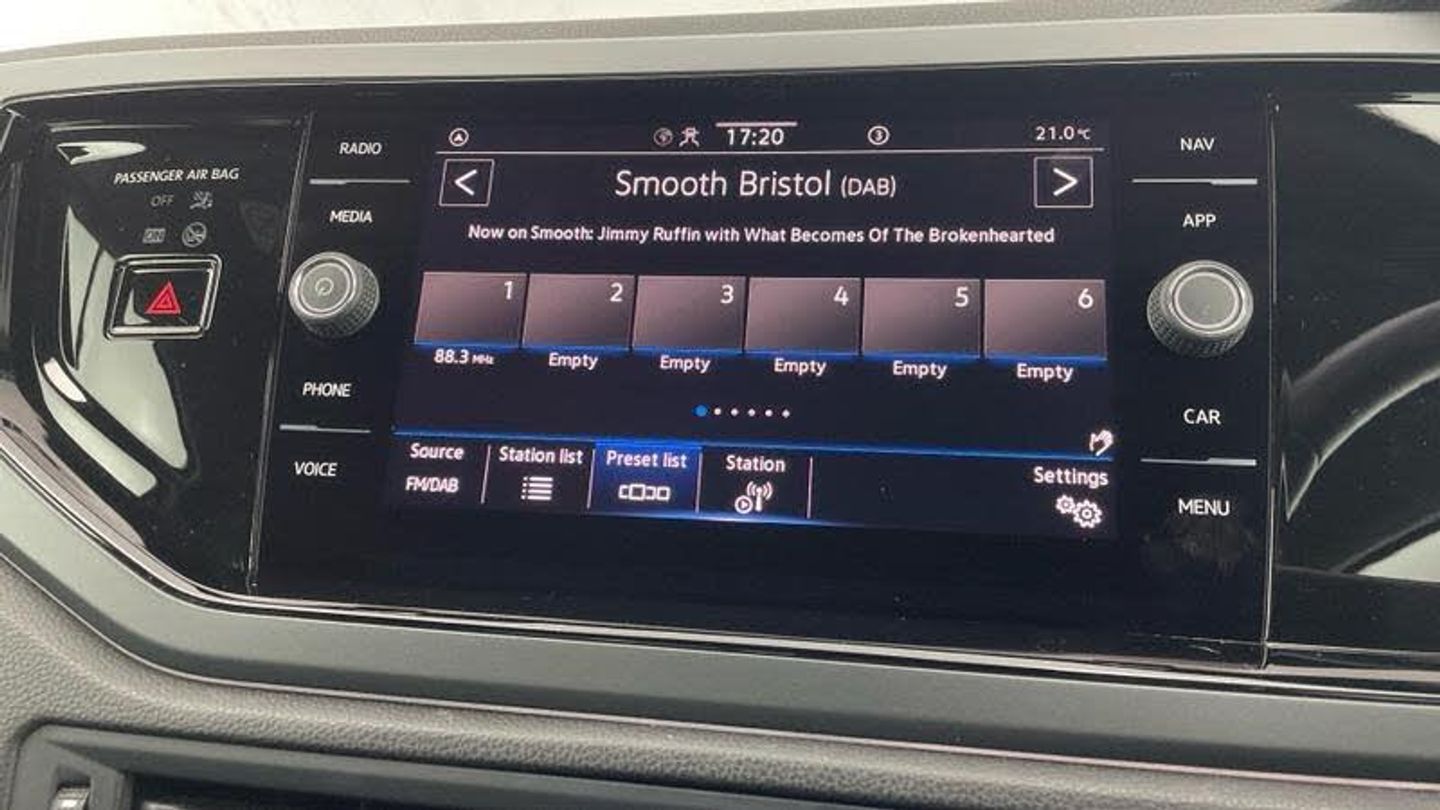 PASSENGER AIR BAG
OFF
RADIO
MEDIA
PHONE
VOICE
17:20
3
21.0°C
< Smooth Bristol (DAB) >
Now on Smooth: Jimmy Ruffin with What Becomes Of The Brokenhearted
1 2 3 4 5 6
88.3 MHz Empty Empty Empty Empty Empty
Source Station list Preset list Station Settings
FM/DAB
NAV
APP
CAR
MENU